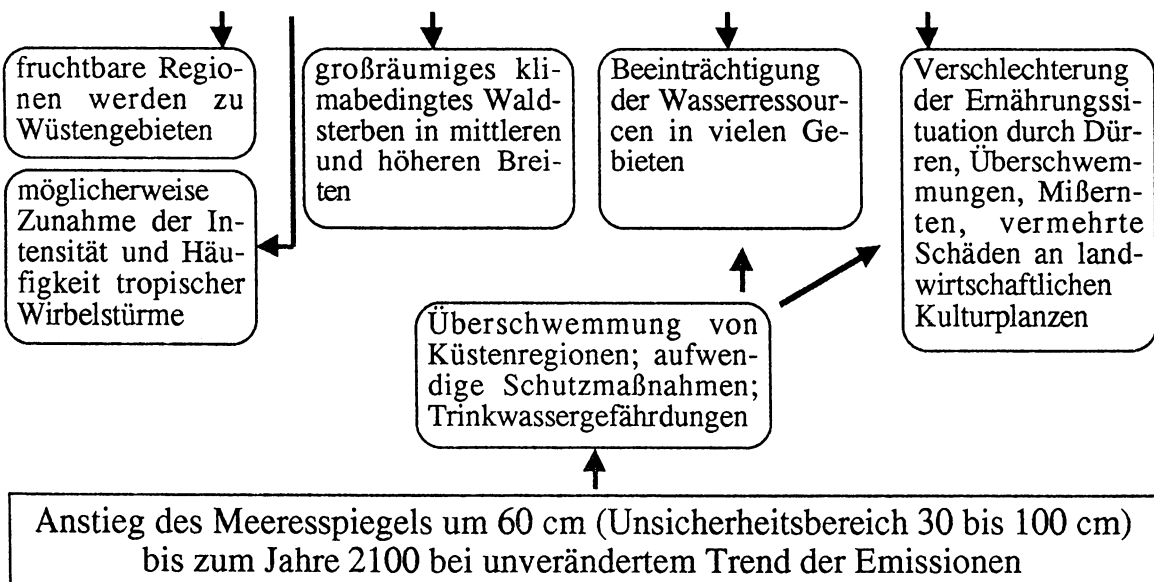 fruchtbare Regio-
nen werden zu
Wüstengebieten
möglicherweise
Zunahme der In-
tensität und Häu-
figkeit tropischer
Wirbelstürme
großräumiges kli-
mabedingtes Wald-
sterben in mittleren
und höheren Brei-
ten
Beeinträchtigung
der Wasserressour-
cen in vielen Ge-
bieten
Verschlechterung
der Ernährungssi-
tuation durch Dür-
ren, Überschwem-
mungen, Mißern-
ten, vermehrte
Schäden an land-
wirtschaftlichen
Kulturplanzen
Überschwemmung von
Küstenregionen; aufwen-
dige Schutzmaßnahmen;
Trinkwassergefährdungen
Anstieg des Meeresspiegels um 60 cm (Unsicherheitsbereich 30 bis 100 cm)
bis zum Jahre 2100 bei unverändertem Trend der Emissionen